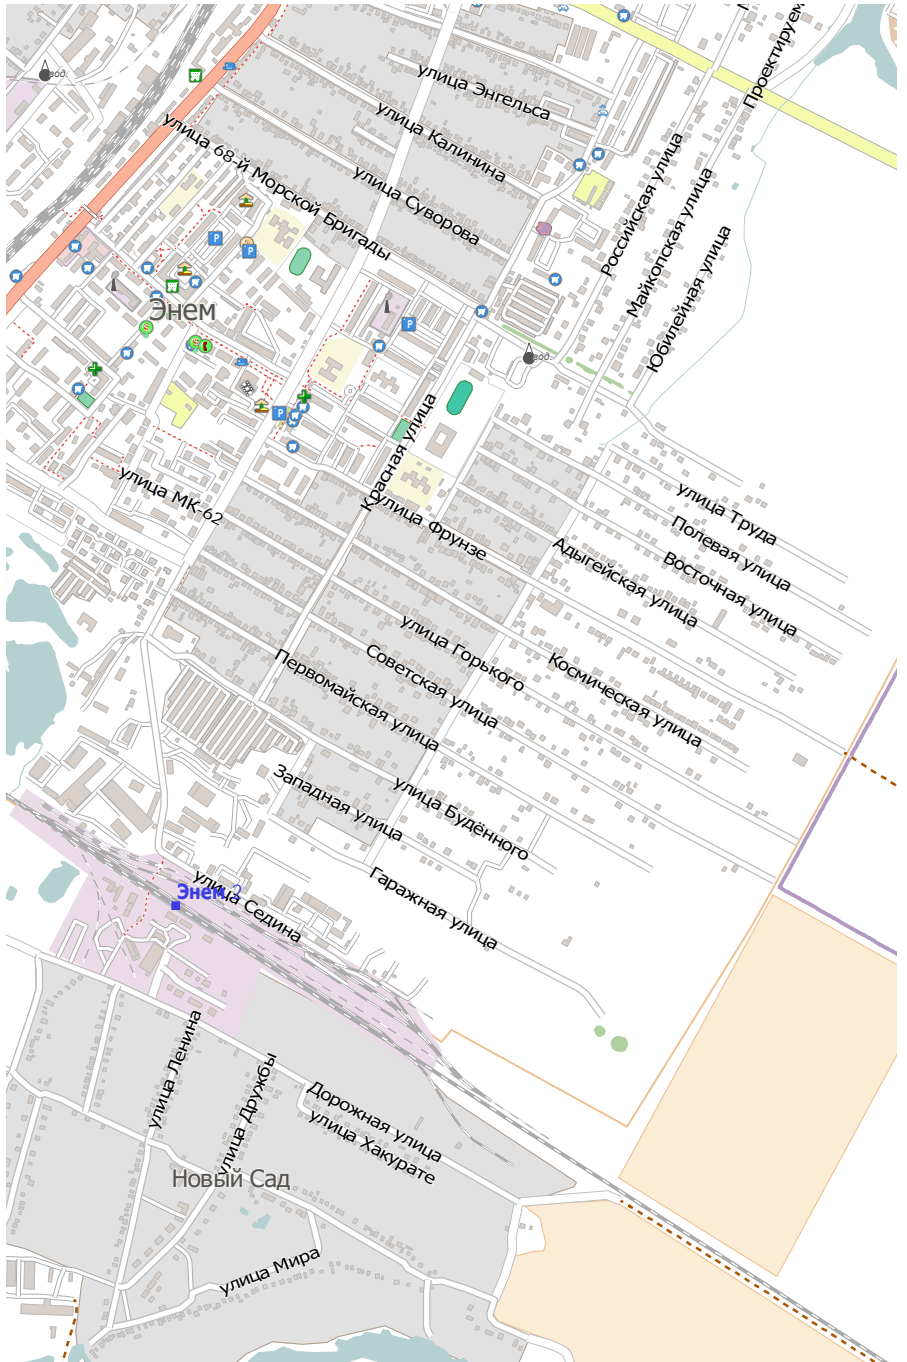 Проектируем
вод.
улица Энгельса
улица Калинина
улица 68-й Морской Бригады
улица Суворова
Российская улица
Майкопская улица
Юбилейная улица
Энем
вод.
Красная улица
улица МК-62
улица Фрунзе
улица Труда
Полевая улица
Восточная улица
Адыгейская улица
улица Горького
Космическая улица
Советская улица
Первомайская улица
Западная улица
улица Будённого
Гаражная улица
Энем 2
улица Седина
улица Ленина
улица Дружбы
Дорожная улица
улица Хакурате
Новый Сад
улица Мира